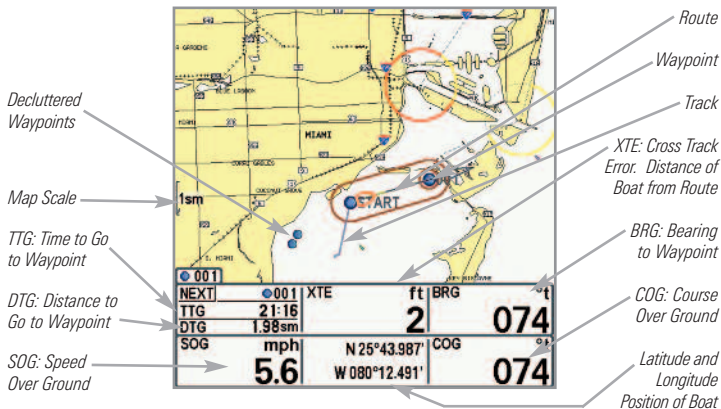 Route
Waypoint
Track
XTE: Cross Track
Error. Distance of
Boat from Route
BRG: Bearing
to Waypoint
COG: Course
Over Ground
Latitude and
Longitude
Position of Boat
Decluttered
Waypoints
Map Scale
TTG: Time to Go
to Waypoint
DTG: Distance to
Go to Waypoint
SOG: Speed
Over Ground
MIAMI
MIAMI
COCONUT GROVE
START
1sm
001
NEXT 001
TTG 21:16
DTG 1.98sm
XTE ft
2
BRG °t
074
SOG mph
5.6
N 25°43.987'
W 080°12.491'
COG °t
074